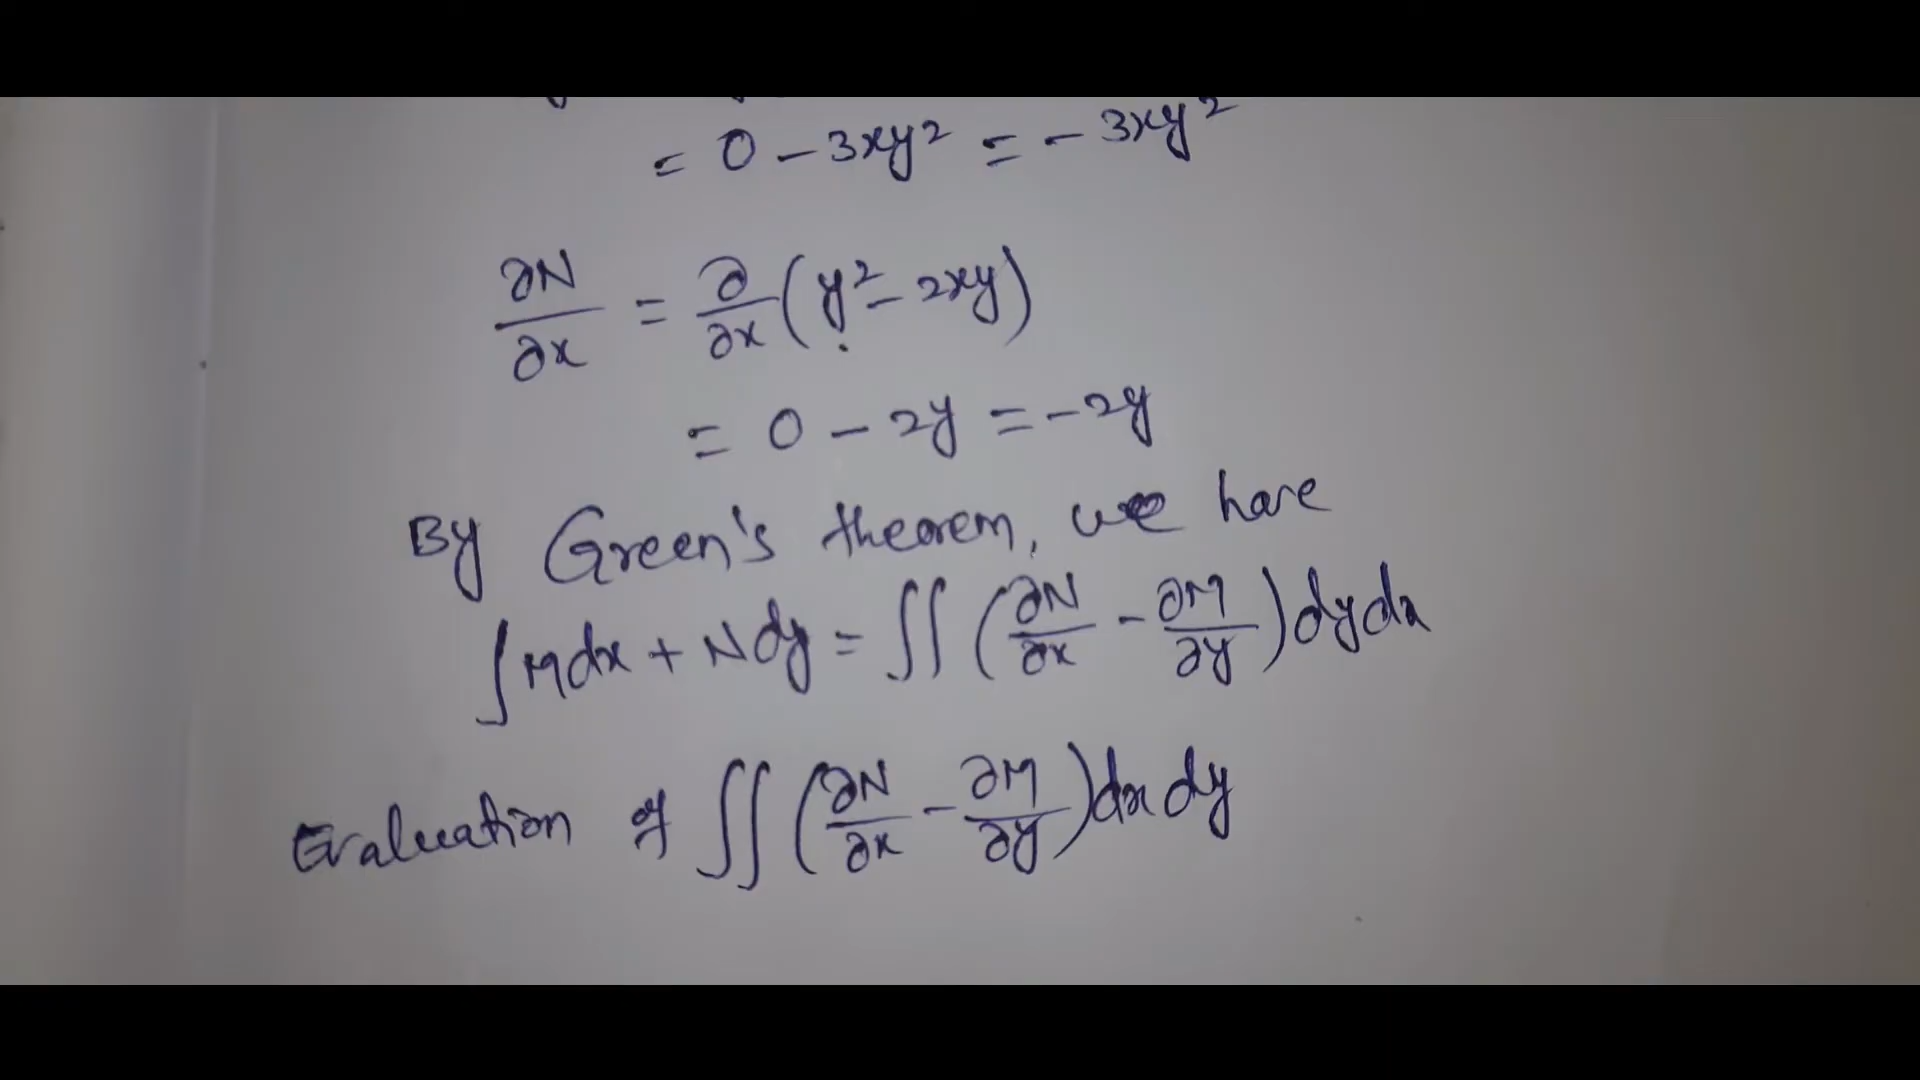 = 0 - 3xy² = - 3xy²
∂N/∂x = ∂/∂x (y² - 2xy)
= 0 - 2y = -2y
By Green's theorem, we have
∫Mdx + Ndy = ∬ (∂N/∂x - ∂M/∂y) dydx
Evaluation of ∬ (∂N/∂x - ∂M/∂y) dx dy